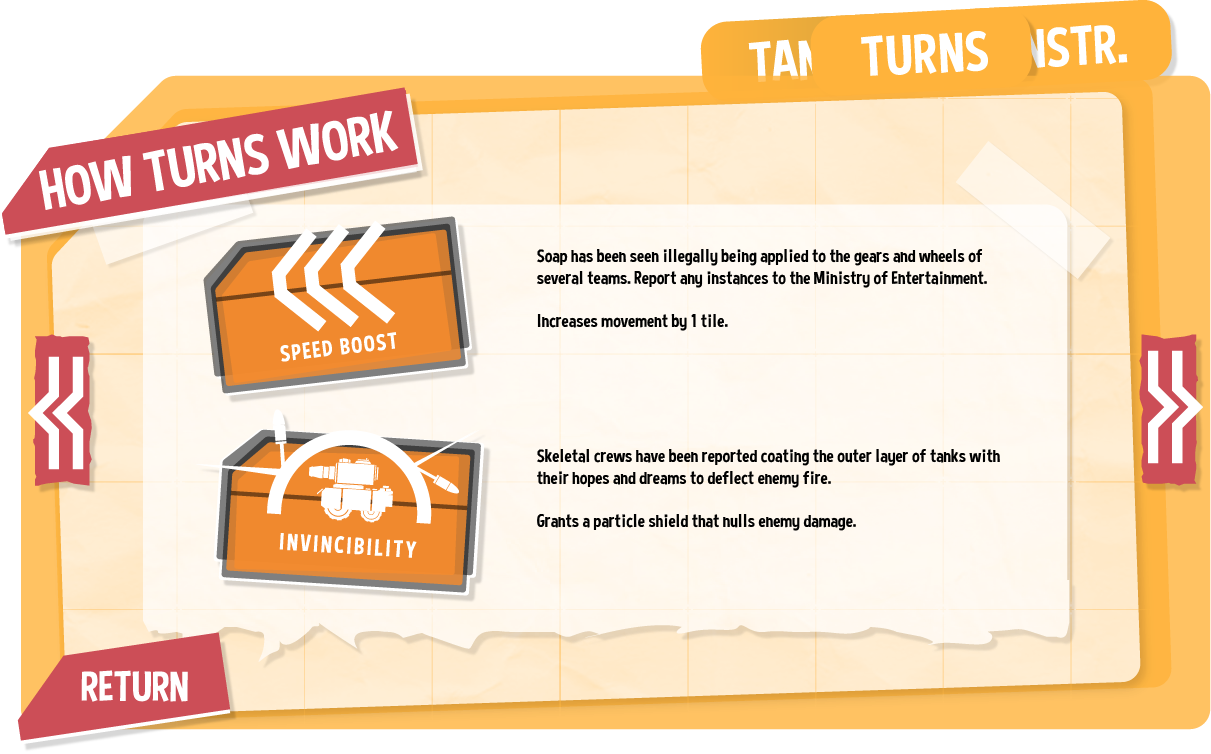 TURNS
HOW TURNS WORK
SPEED BOOST
Soap has been seen illegally being applied to the gears and wheels of
several teams. Report any instances to the Ministry of Entertainment.
Increases movement by 1 tile.
INVINCIBILITY
Skeletal crews have been reported coating the outer layer of tanks with
their hopes and dreams to deflect enemy fire.
Grants a particle shield that nulls enemy damage.
RETURN